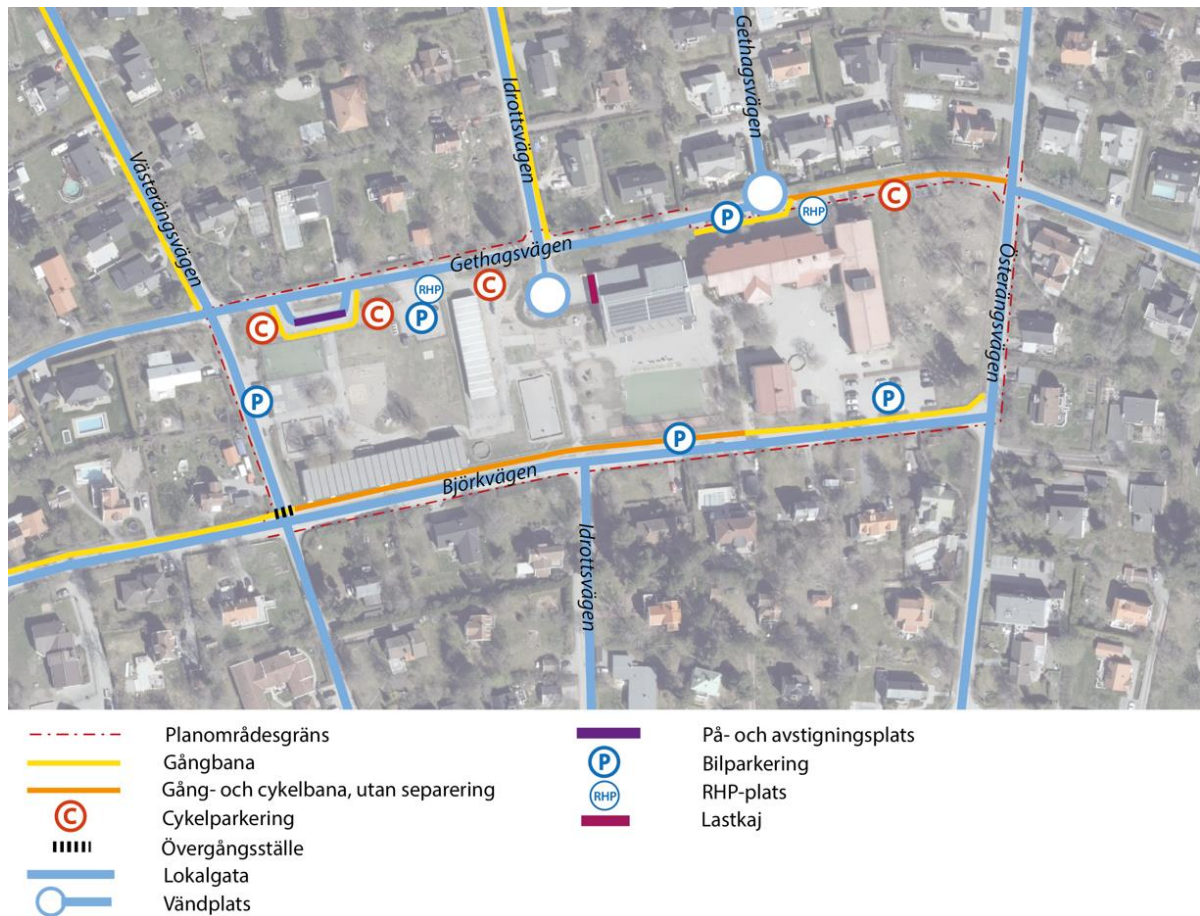 Västerängsvägen
Idrottsvägen
Gethagsvägen
Gethagsvägen
Österängsvägen
Björkvägen
Idrottsvägen
P
RHP
C
C
RHP
C
C
P
P
P
P
Planområdesgräns
Gångbana
Gång- och cykelbana, utan separering
C
Cykelparkering
Övergångsställe
Lokalgata
Vändplats
På- och avstigningsplats
P
Bilparkering
RHP
RHP-plats
Lastkaj